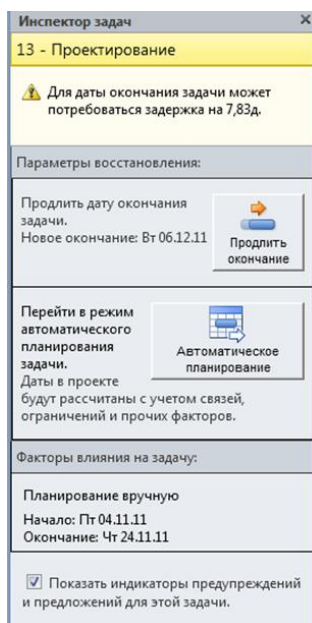 Инспектор задач
13 - Проектирование
Для даты окончания задачи может
потребоваться задержка на 7,83д.
Параметры восстановления:
Продлить дату окончания
задачи.
Новое окончание: Вт 06.12.11
Продлить
окончание
Перейти в режим
автоматического
планирования
задачи.
Автоматическое
планирование
Даты в проекте
будут рассчитаны с учетом связей,
ограничений и прочих факторов.
Факторы влияния на задачу:
Планирование вручную
Начало: Пт 04.11.11
Окончание: Чт 24.11.11
Показать индикаторы предупреждений
и предложений для этой задачи.